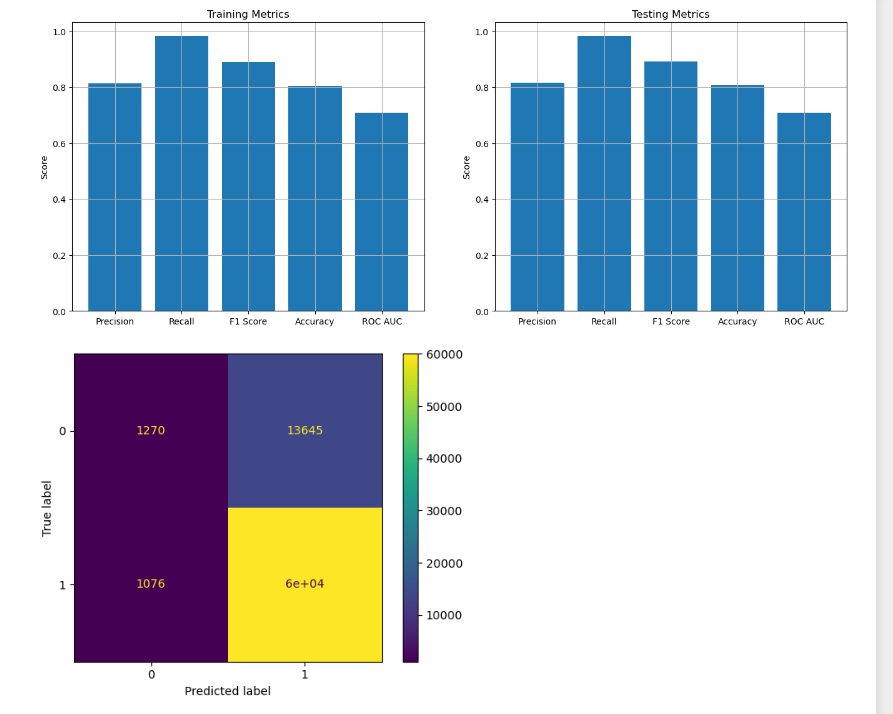 Training Metrics
Testing Metrics
1.0
0.8
0.6
0.4
0.2
0.0
Score
Precision Recall F1 Score Accuracy ROC AUC
1.0
0.8
0.6
0.4
0.2
0.0
Score
Precision Recall F1 Score Accuracy ROC AUC
True label
0
1
1270 13645
1076 6e+04
0 1
Predicted label
60000
50000
40000
30000
20000
10000